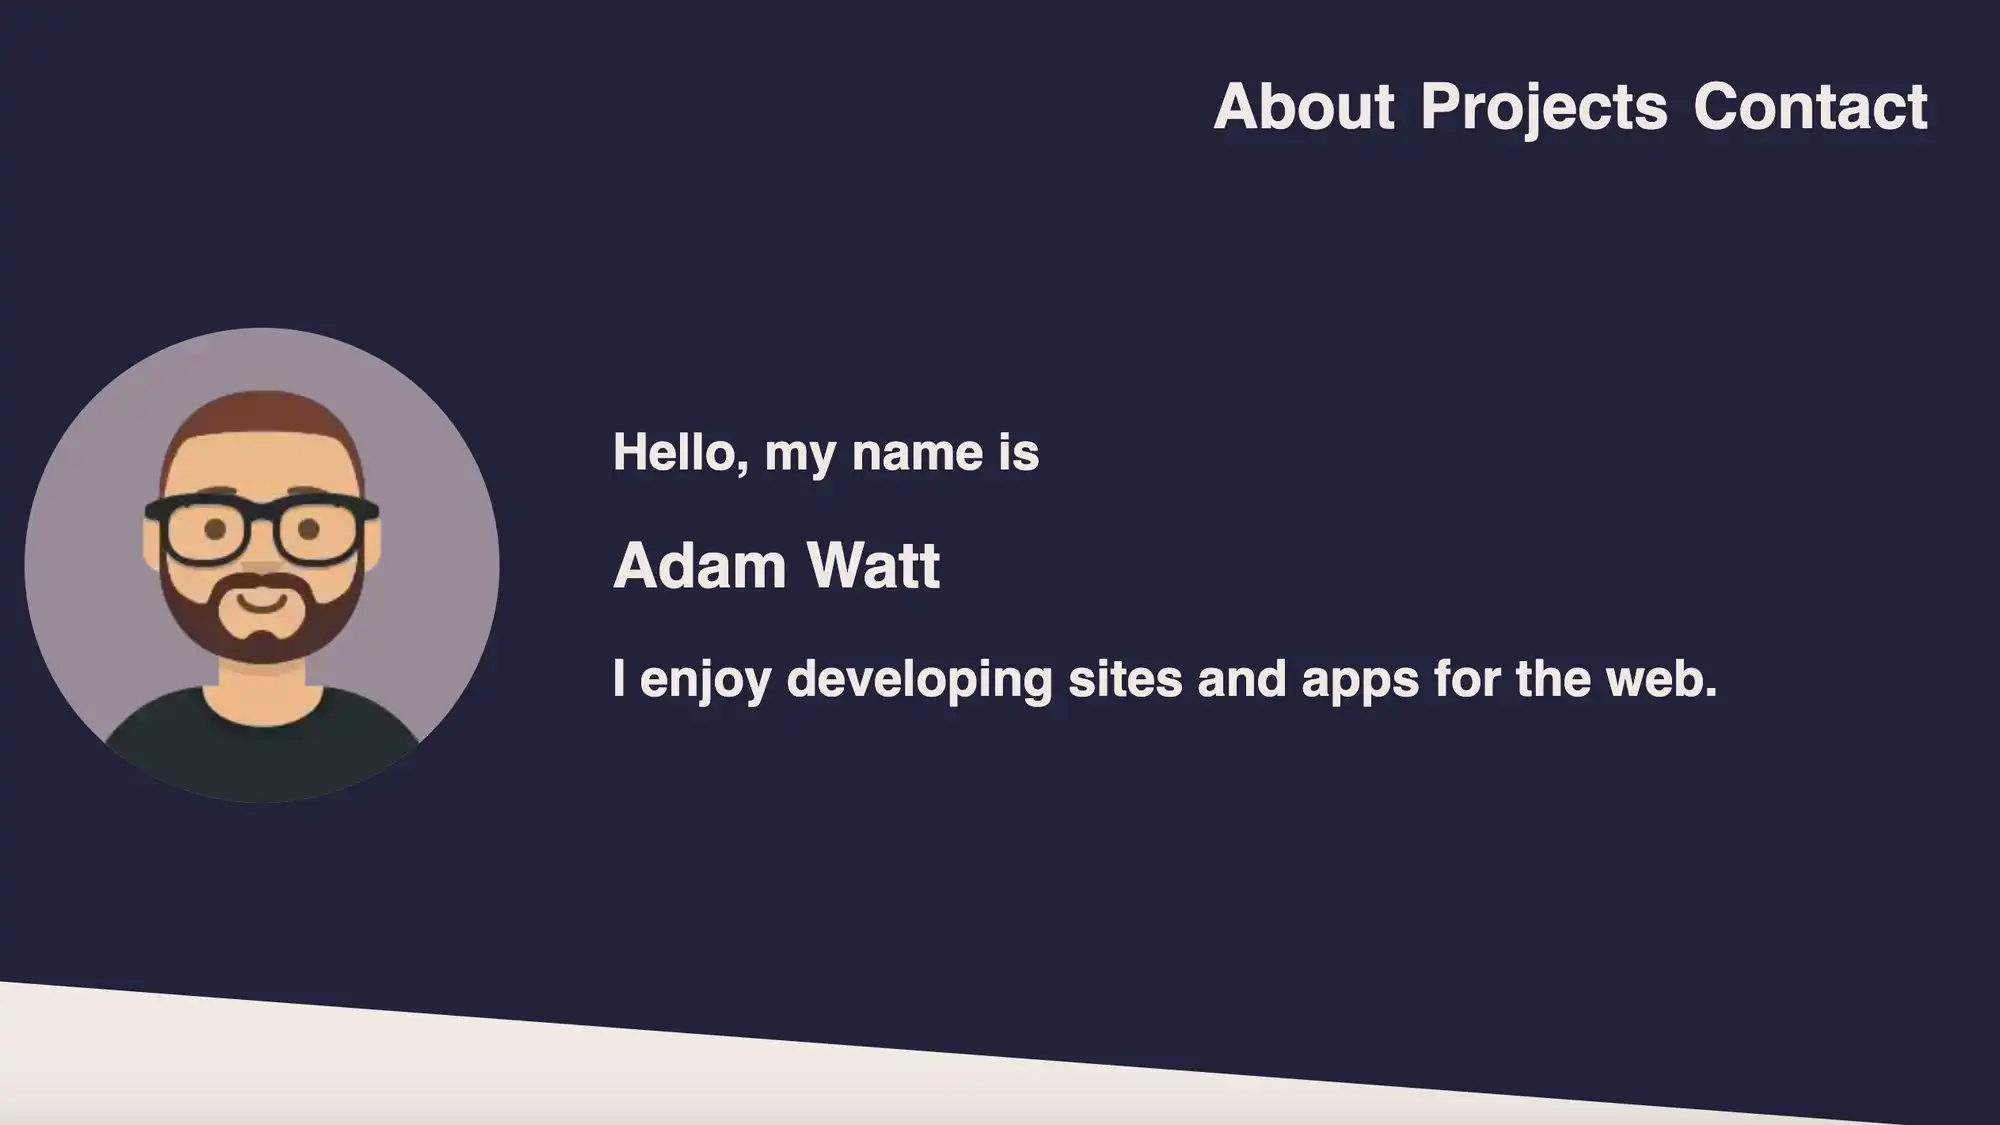 About Projects Contact
Hello, my name is
Adam Watt
I enjoy developing sites and apps for the web.